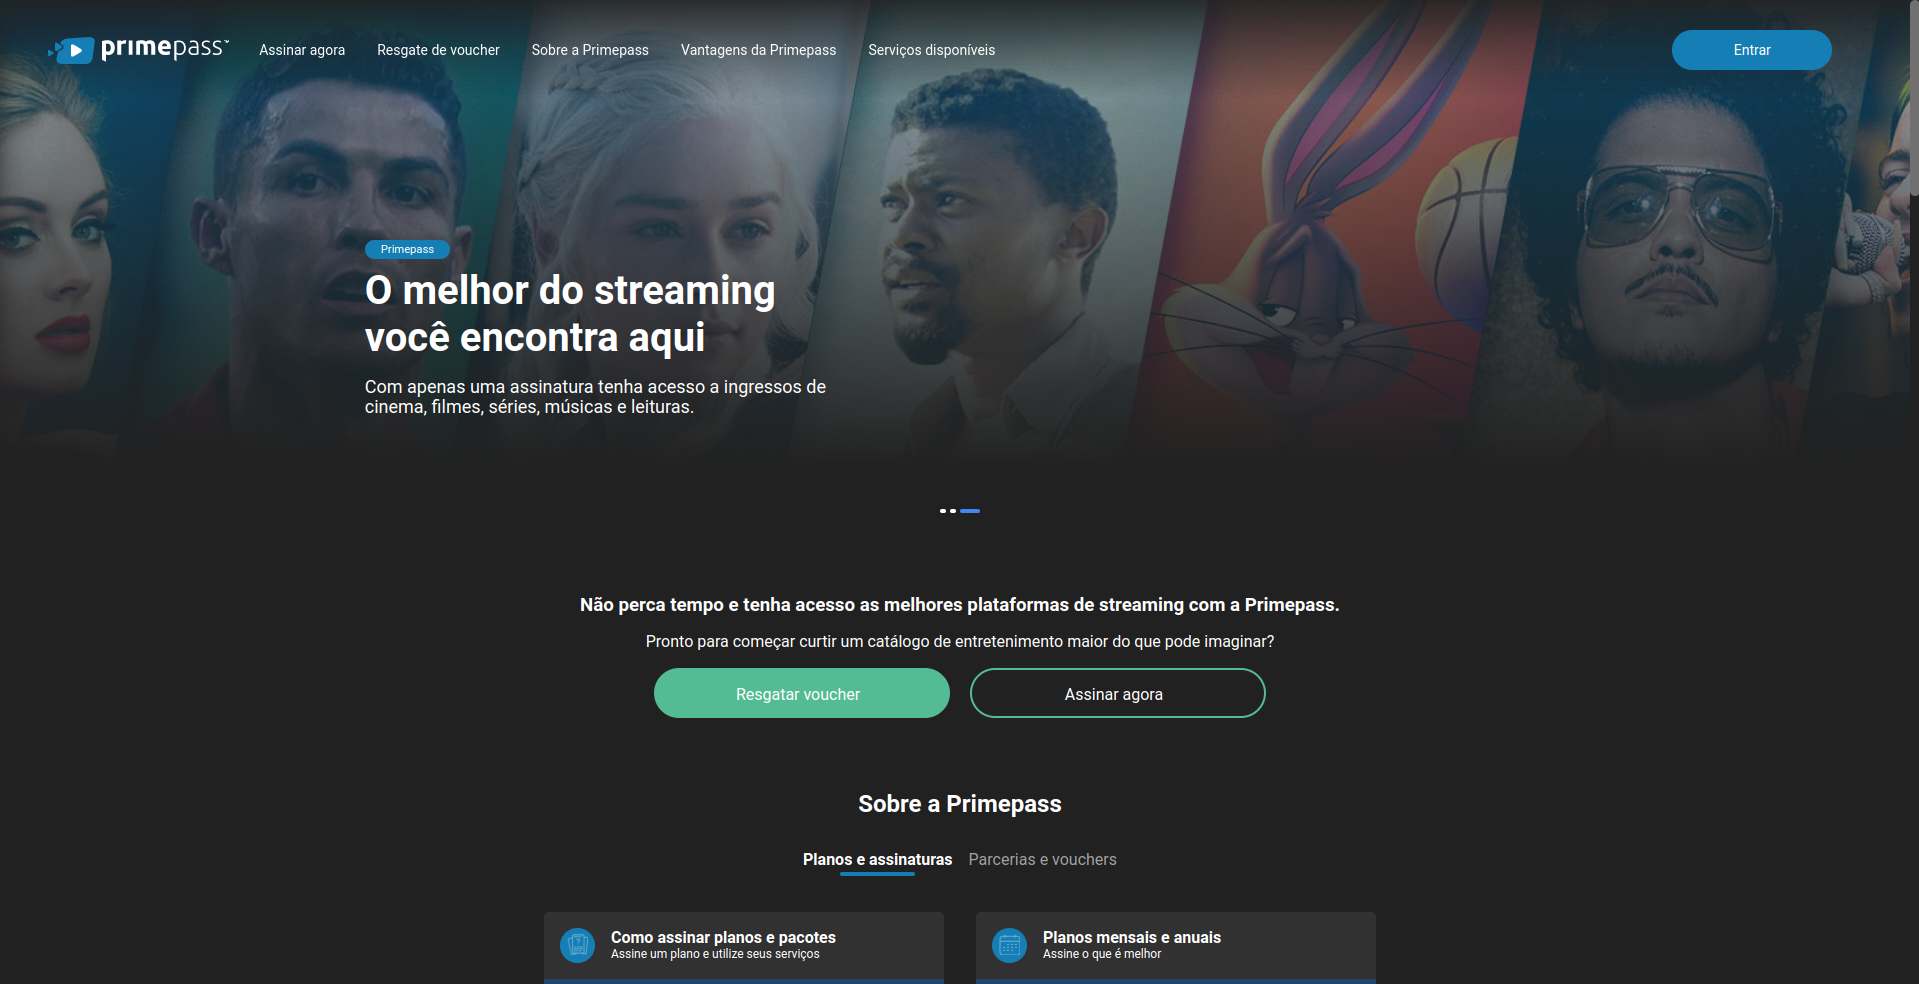 primepass™
Assinar agora
Resgate de voucher
Sobre a Primepass
Vantagens da Primepass
Serviços disponíveis
Entrar
Primepass
O melhor do streaming
você encontra aqui
Com apenas uma assinatura tenha acesso a ingressos de
cinema, filmes, séries, músicas e leituras.
Não perca tempo e tenha acesso as melhores plataformas de streaming com a Primepass.
Pronto para começar curtir um catálogo de entretenimento maior do que pode imaginar?
Resgatar voucher
Assinar agora
Sobre a Primepass
Planos e assinaturas
Parcerias e vouchers
Como assinar planos e pacotes
Assine um plano e utilize seus serviços
Planos mensais e anuais
Assine o que é melhor